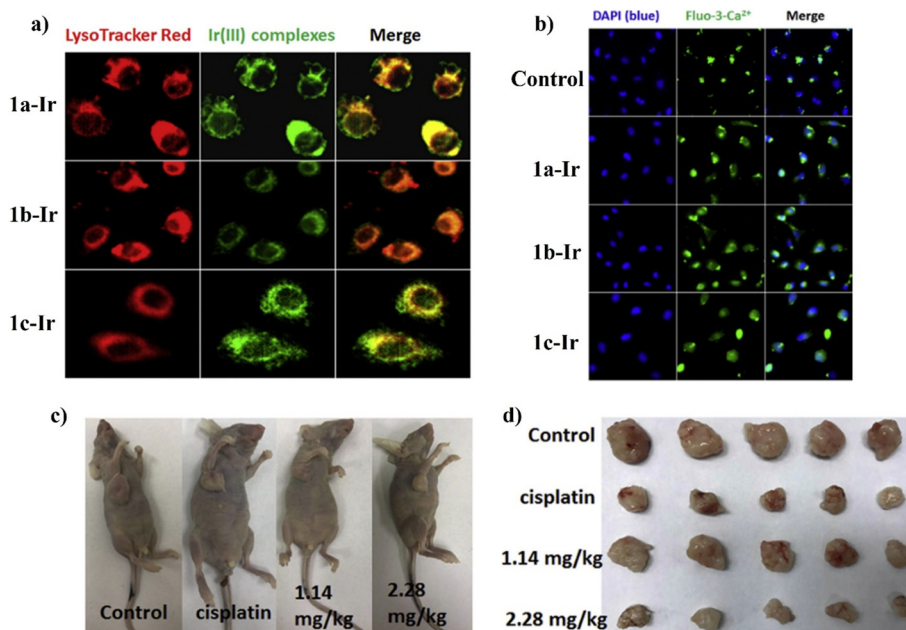 a)
LysoTracker Red Ir(III) complexes Merge
1a-Ir
1b-Ir
1c-Ir
b)
DAPI (blue) Fluo-3-Ca²⁺ Merge
Control
1a-Ir
1b-Ir
1c-Ir
c)
Control
cisplatin
1.14
mg/kg
2.28
mg/kg
d)
Control
cisplatin
1.14 mg/kg
2.28 mg/kg